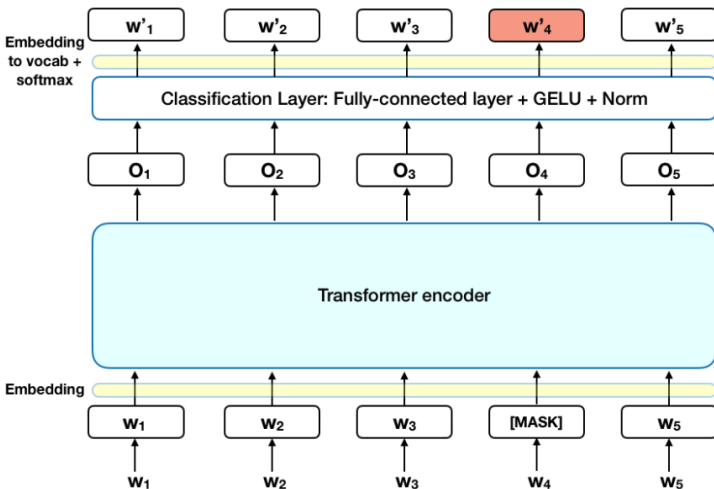 w'1 w'2 w'3 w'4 w'5
Embedding
to vocab +
softmax
Classification Layer: Fully-connected layer + GELU + Norm
O1 O2 O3 O4 O5
Transformer encoder
Embedding
w1 w2 w3 [MASK] w5
w1 w2 w3 w4 w5